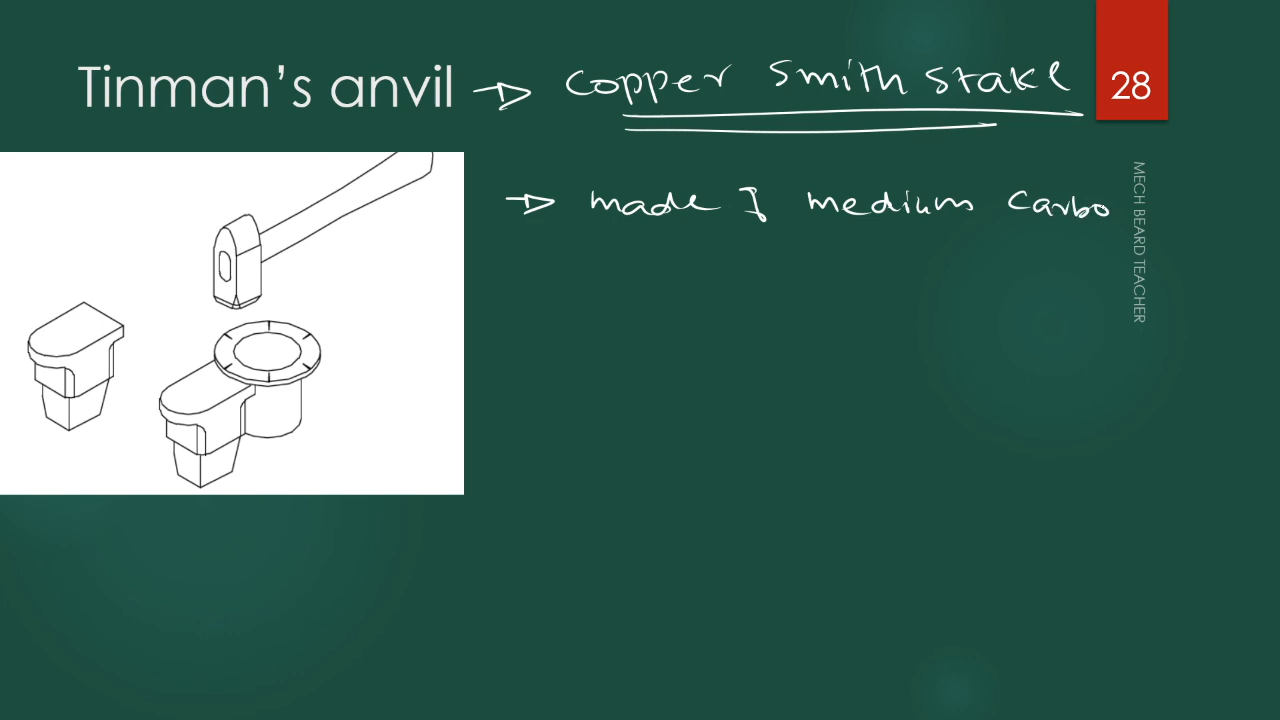 Tinman's anvil → copper smith stake
28
→ made of medium carbo
MECH BEARD TEACHER